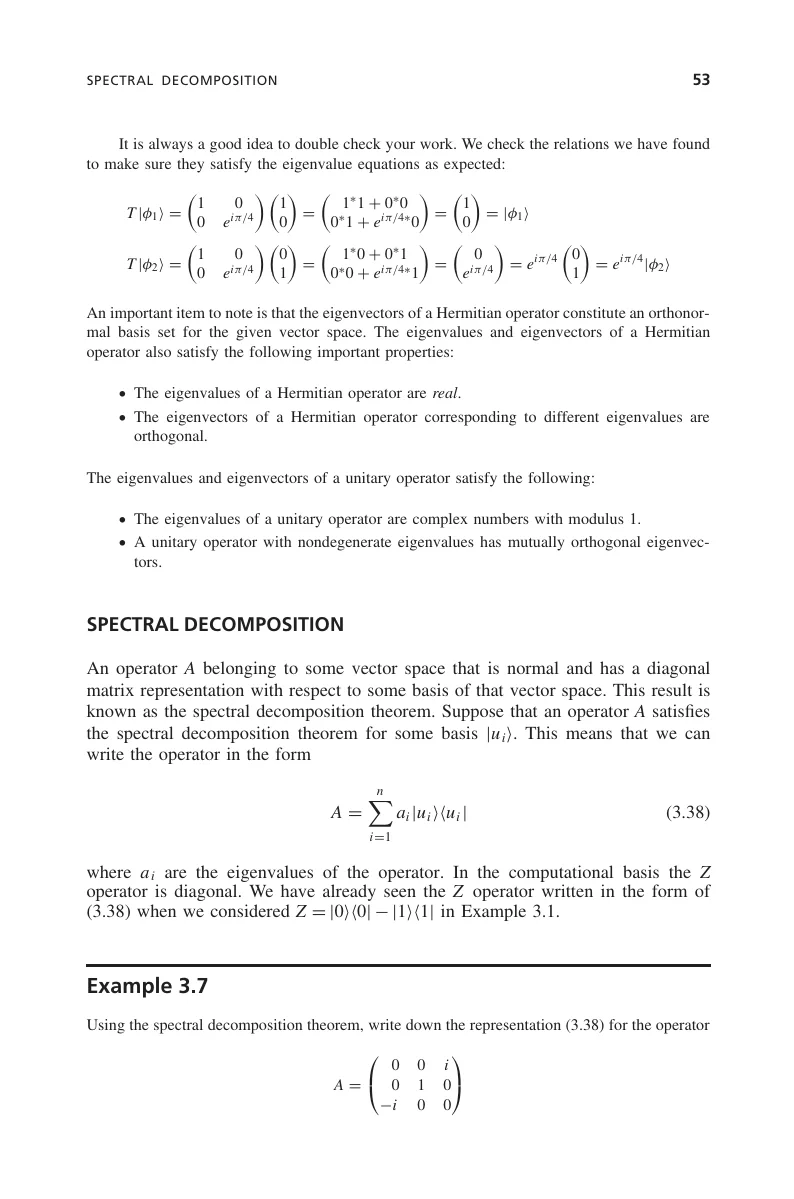 SPECTRAL DECOMPOSITION 53
It is always a good idea to double check your work. We check the relations we have found
to make sure they satisfy the eigenvalue equations as expected:
T|ϕ₁⟩ = (1 0; 0 e^{iπ/4}) (1; 0) = (1*1 + 0*0; 0*1 + e^{iπ/4}*0) = (1; 0) = |ϕ₁⟩
T|ϕ₂⟩ = (1 0; 0 e^{iπ/4}) (0; 1) = (1*0 + 0*1; 0*0 + e^{iπ/4}*1) = (0; e^{iπ/4}) = e^{iπ/4} (0; 1) = e^{iπ/4}|ϕ₂⟩
An important item to note is that the eigenvectors of a Hermitian operator constitute an orthonor-
mal basis set for the given vector space. The eigenvalues and eigenvectors of a Hermitian
operator also satisfy the following important properties:
• The eigenvalues of a Hermitian operator are real.
• The eigenvectors of a Hermitian operator corresponding to different eigenvalues are
orthogonal.
The eigenvalues and eigenvectors of a unitary operator satisfy the following:
• The eigenvalues of a unitary operator are complex numbers with modulus 1.
• A unitary operator with nondegenerate eigenvalues has mutually orthogonal eigenvec-
tors.
SPECTRAL DECOMPOSITION
An operator A belonging to some vector space that is normal and has a diagonal
matrix representation with respect to some basis of that vector space. This result is
known as the spectral decomposition theorem. Suppose that an operator A satisfies
the spectral decomposition theorem for some basis |uᵢ⟩. This means that we can
write the operator in the form
A = ∑_{i=1}^{n} aᵢ|uᵢ⟩⟨uᵢ| (3.38)
where aᵢ are the eigenvalues of the operator. In the computational basis the Z
operator is diagonal. We have already seen the Z operator written in the form of
(3.38) when we considered Z = |0⟩⟨0| − |1⟩⟨1| in Example 3.1.
Example 3.7
Using the spectral decomposition theorem, write down the representation (3.38) for the operator
0 0 i
A = 0 1 0
−i 0 0